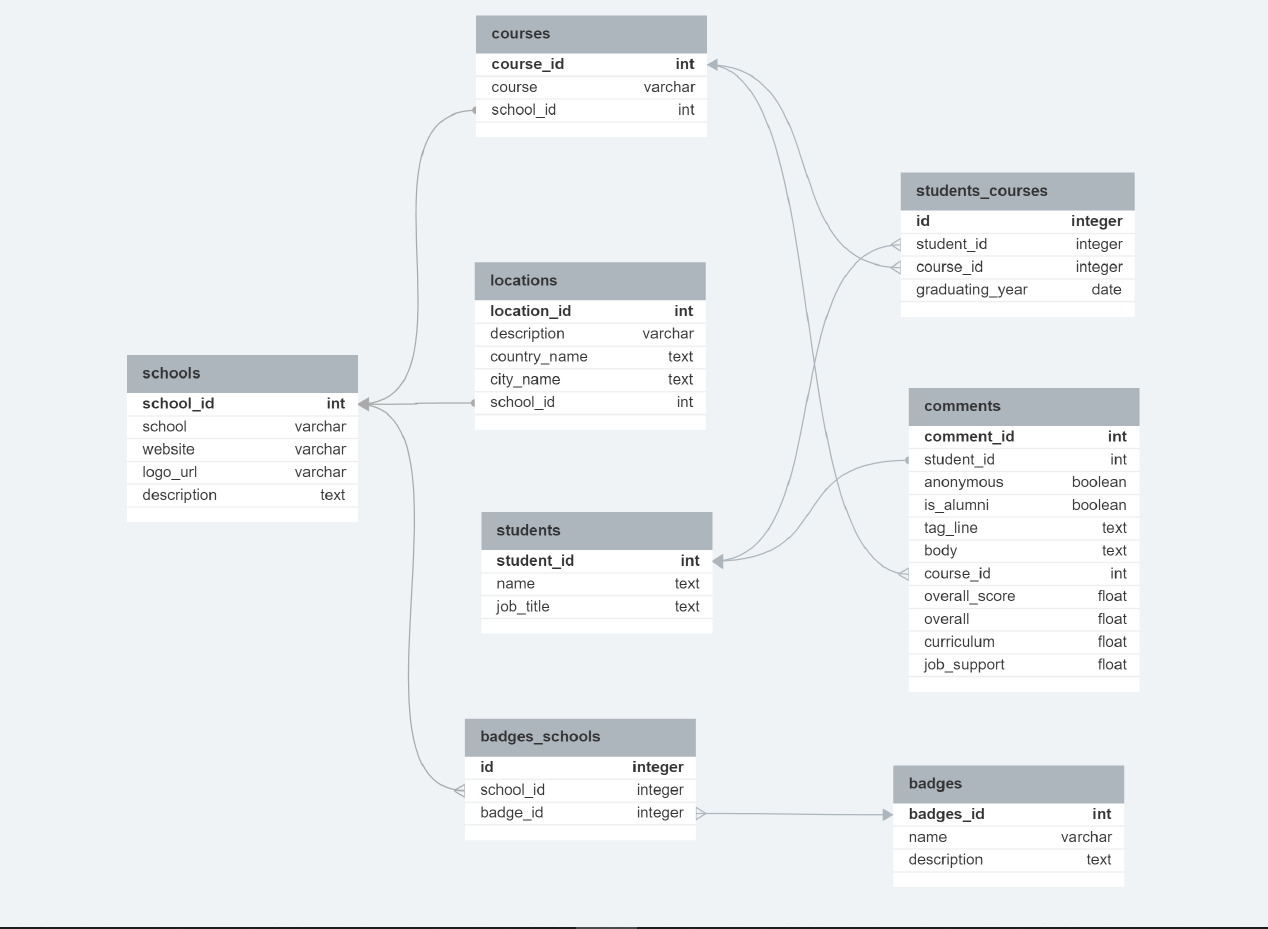 courses
course_id int
course varchar
school_id int
students_courses
id integer
student_id integer
course_id integer
graduating_year date
locations
location_id int
description varchar
country_name text
city_name text
school_id int
schools
school_id int
school varchar
website varchar
logo_url varchar
description text
comments
comment_id int
student_id int
anonymous boolean
is_alumni boolean
tag_line text
body text
course_id int
overall_score float
overall float
curriculum float
job_support float
students
student_id int
name text
job_title text
badges_schools
id integer
school_id integer
badge_id integer
badges
badges_id int
name varchar
description text